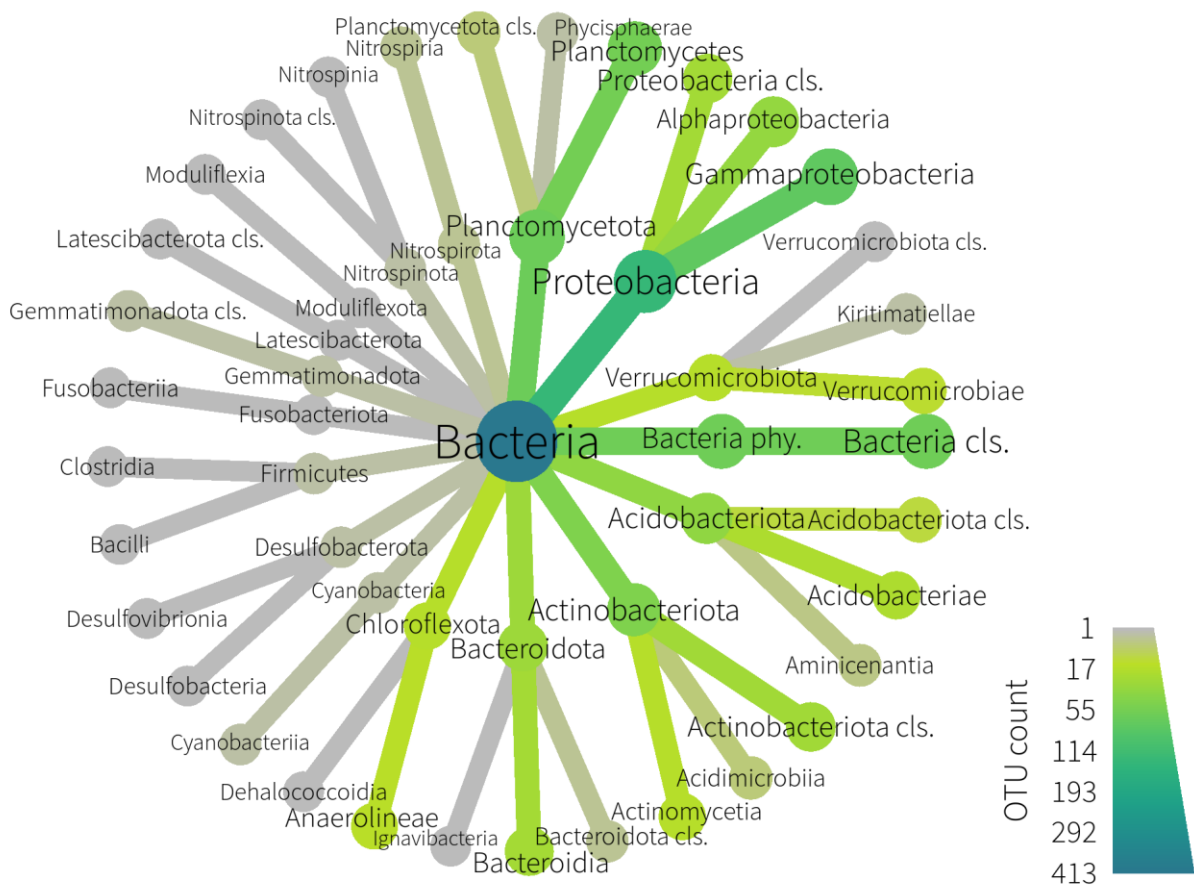 Planctomycetota cls.
Phycisphaerae
Nitrospiria
Planctomycetes
Nitrospinia
Proteobacteria cls.
Nitrospinota cls.
Alphaproteobacteria
Moduliflexia
Gammaproteobacteria
Planctomycetota
Latescibacterota cls.
Verrucomicrobiota cls.
Nitrospirota
Nitrospinota
Proteobacteria
Moduliflexota
Gemmatimonadota cls.
Kiritimatiellae
Latescibacterota
Gemmatimonadota
Verrucomicrobiota
Fusobacteriia
Verrucomicrobiae
Fusobacteriota
Bacteria
Bacteria phy.
Bacteria cls.
Clostridia
Firmicutes
Acidobacteriota
Acidobacteriota cls.
Bacilli
Desulfobacterota
Cyanobacteria
Acidobacteriae
Desulfovibrionia
Actinobacteriota
Chloroflexota
Bacteroidota
Aminicenantia
Desulfobacteria
Actinobacteriota cls.
Cyanobacteriia
Acidimicrobiia
Dehalococcoidia
Actinomycetia
Anaerolineae
Ignavibacteria
Bacteroidota cls.
Bacteroidia
OTU count
1
17
55
114
193
292
413